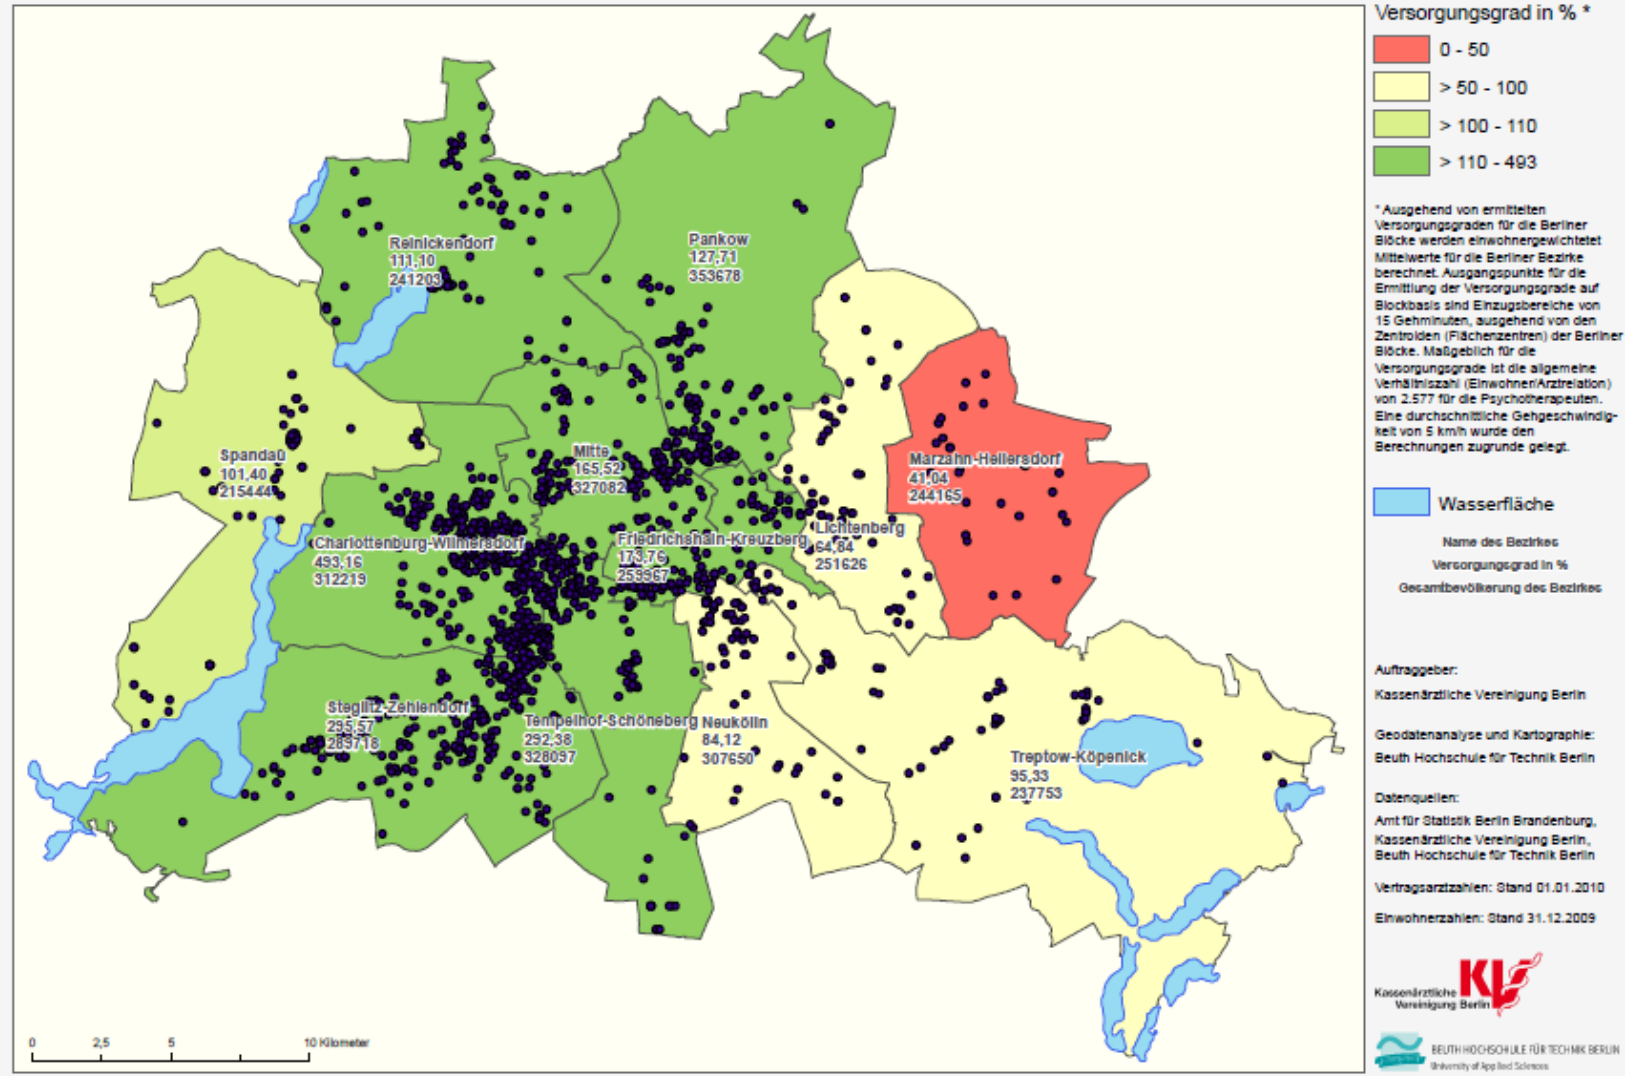 Versorgungsgrad in % *
0 - 50
> 50 - 100
> 100 - 110
> 110 - 493
* Ausgehend von ermittelten
Versorgungsgraden für die Berliner
Blöcke werden einwohnergewichtetet
Mittelwerte für die Berliner Bezirke
berechnet. Ausgangspunkte für die
Ermittlung der Versorgungsgrade auf
Blockbasis sind Einzugsbereiche von
15 Gehminuten, ausgehend von den
Zentroiden (Flächenzentren) der Berliner
Blöcke. Maßgeblich für die
Versorgungsgrade ist die allgemeine
Verhältniszahl (Einwohner/Arztrelation)
von 2.577 für die Psychotherapeuten.
Eine durchschnittliche Gehgeschwindig-
keit von 5 km/h wurde den
Berechnungen zugrunde gelegt.
Wasserfläche
Name des Bezirkes
Versorgungsgrad in %
Gesamtbevölkerung des Bezirkes
Auftraggeber:
Kassenärztliche Vereinigung Berlin
Geodatenanalyse und Kartographie:
Beuth Hochschule für Technik Berlin
Datenquellen:
Amt für Statistik Berlin Brandenburg,
Kassenärztliche Vereinigung Berlin,
Beuth Hochschule für Technik Berlin
Vertragsarztzahlen: Stand 01.01.2010
Einwohnerzahlen: Stand 31.12.2009
Kassenärztliche
Vereinigung Berlin
KV
BEUTH HOCHSCHULE FÜR TECHNIK BERLIN
University of Applied Sciences
Reinickendorf
111,10
241203
Pankow
127,71
353678
Spandau
101,40
215444
Mitte
165,52
327082
Marzahn-Hellersdorf
41,04
244165
Charlottenburg-Wilmersdorf
493,16
312219
Friedrichshain-Kreuzberg
173,76
259967
Lichtenberg
64,84
251626
Steglitz-Zehlendorf
295,57
289718
Tempelhof-Schöneberg
292,38
328097
Neukölln
84,12
307650
Treptow-Köpenick
95,33
237753
0
2,5
5
10 Kilometer